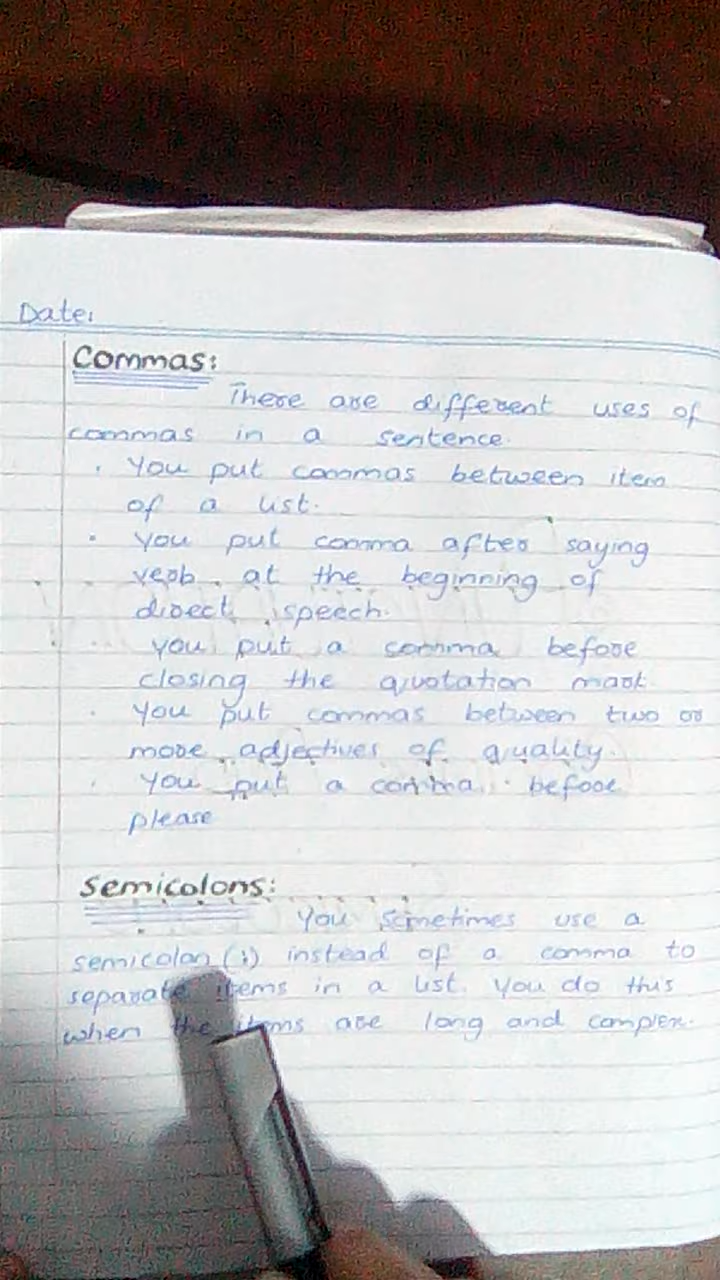 Date:
Commas:
There are different uses of
commas in a sentence.
. You put commas between item
of a list.
. You put comma after saying
verb, at the beginning of
direct speech.
you put a comma before
closing the quotation mark
. You put commas between two or
more adjectives of quality.
. You put a comma before
please
Semicolons:
You sometimes use a
semicolon (;) instead of a comma to
separate items in a list. You do this
when the items are long and complex.